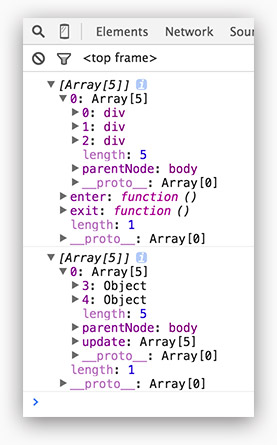 Elements Network Sour
<top frame>
▼ [Array[5]] i
▼ 0: Array[5]
▶ 0: div
▶ 1: div
▶ 2: div
length: 5
▶ parentNode: body
▶ __proto__: Array[0]
▶ enter: function ()
▶ exit: function ()
length: 1
▶ __proto__: Array[0]
▼ [Array[5]] i
▼ 0: Array[5]
▶ 3: Object
▶ 4: Object
length: 5
▶ parentNode: body
▶ update: Array[5]
▶ __proto__: Array[0]
length: 1
▶ __proto__: Array[0]
>